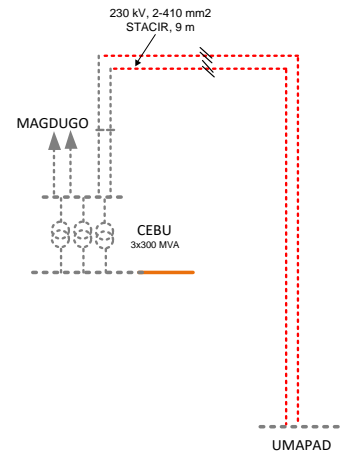 230 kV, 2-410 mm2
STACIR, 9 m
MAGDUGO
CEBU
3x300 MVA
UMAPAD